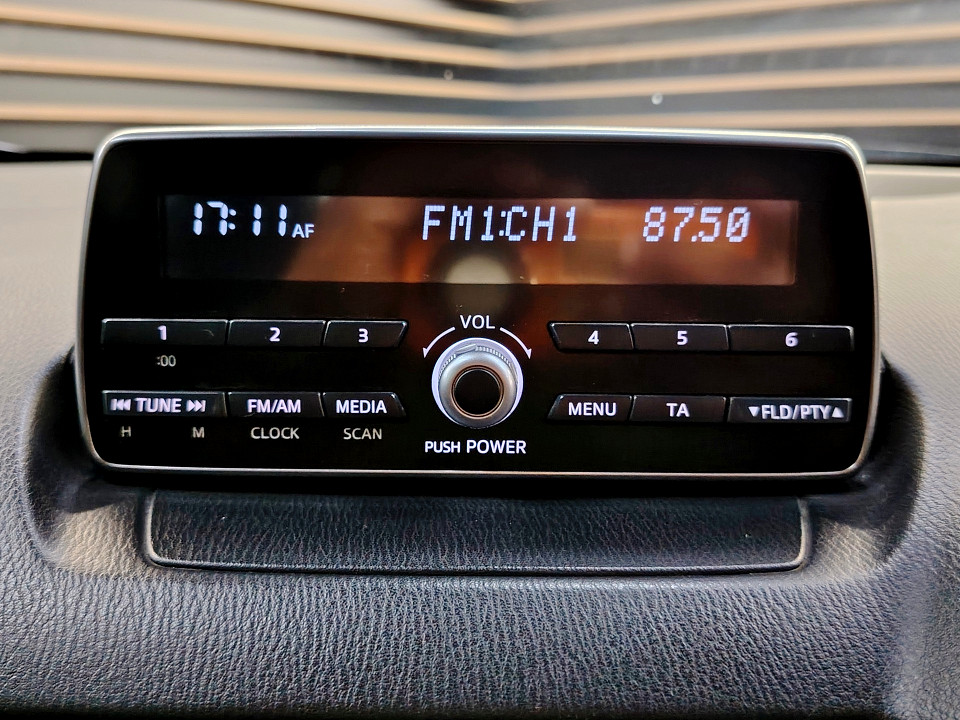 17:11 AF FM1:CH1 87.50
VOL
1 2 3 4 5 6
:00
⏮ TUNE ⏭ FM/AM MEDIA MENU TA ▼FLD/PTY▲
H M CLOCK SCAN
PUSH POWER